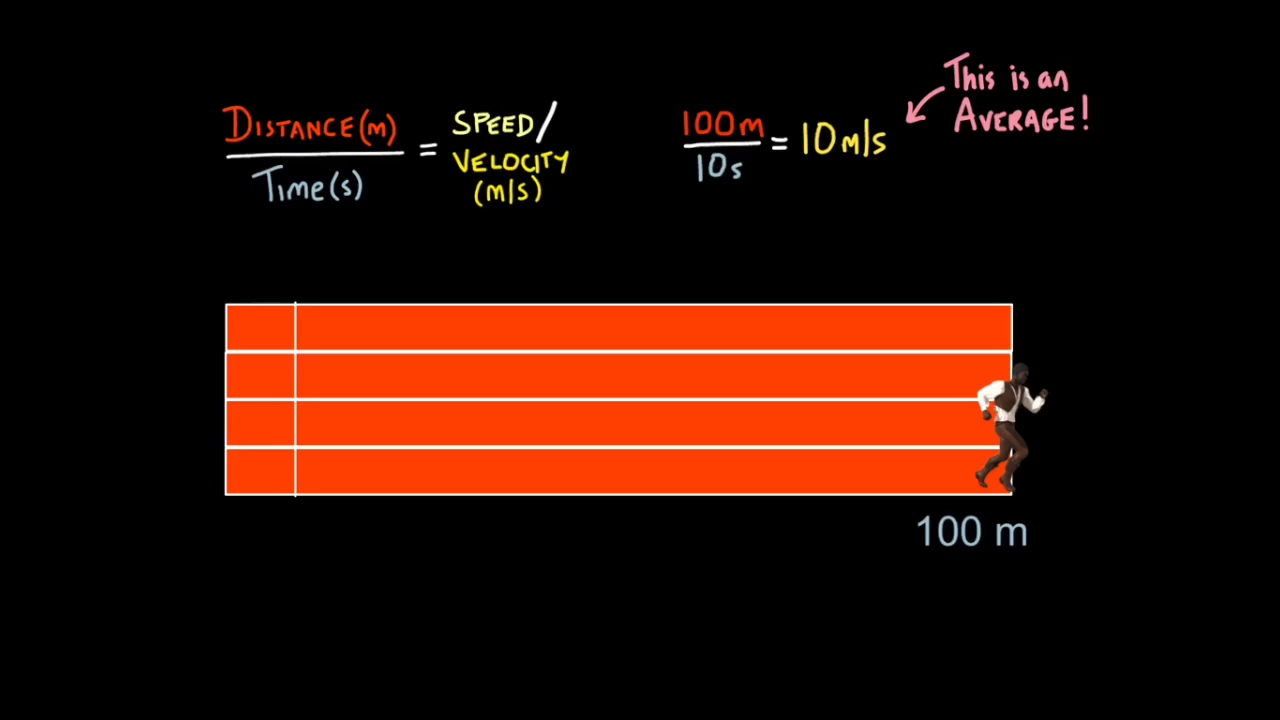 DISTANCE(m)
Time(s)
=
SPEED/
VELOCITY
(m/s)
100m
10s
= 10m/s
This is an
AVERAGE!
100 m